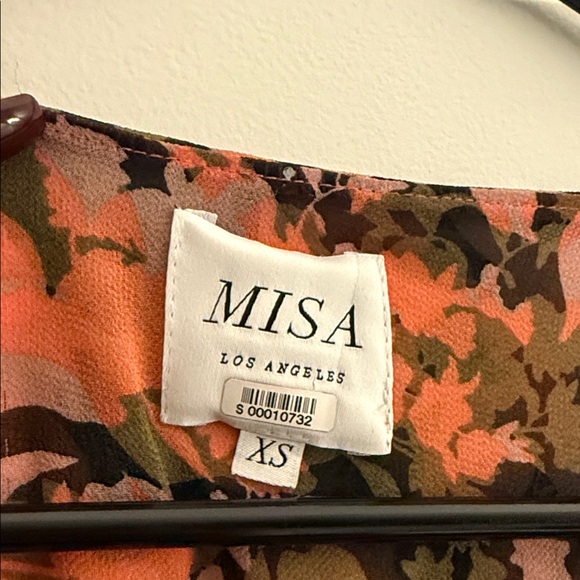 MISA
LOS ANGELES
S 00010732
XS